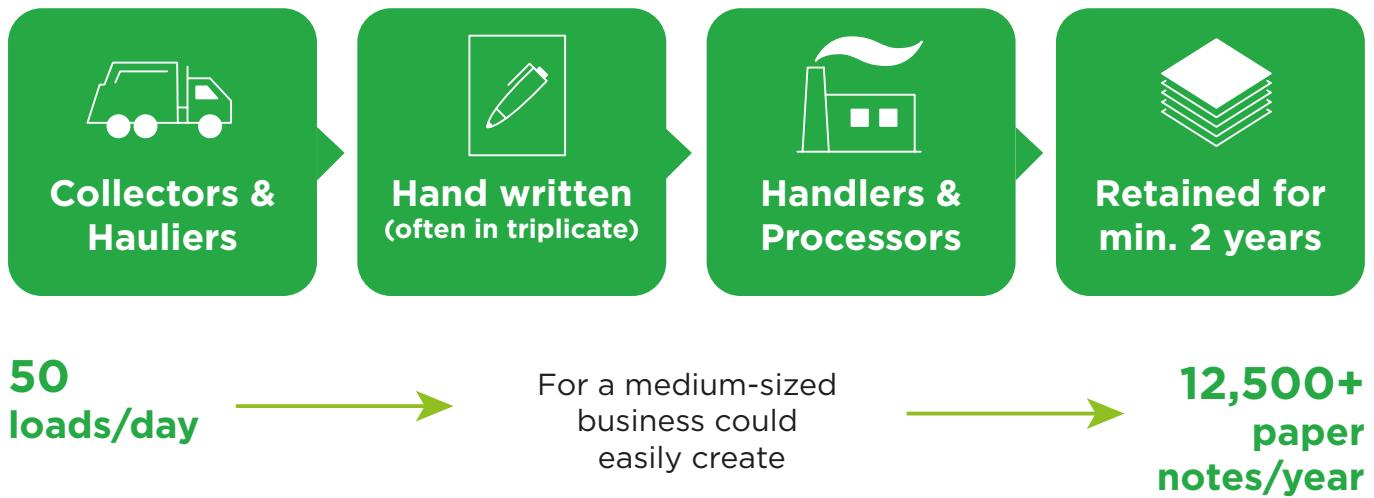 Collectors &
Hauliers
Hand written
(often in triplicate)
Handlers &
Processors
Retained for
min. 2 years
50
loads/day
For a medium-sized
business could
easily create
12,500+
paper
notes/year